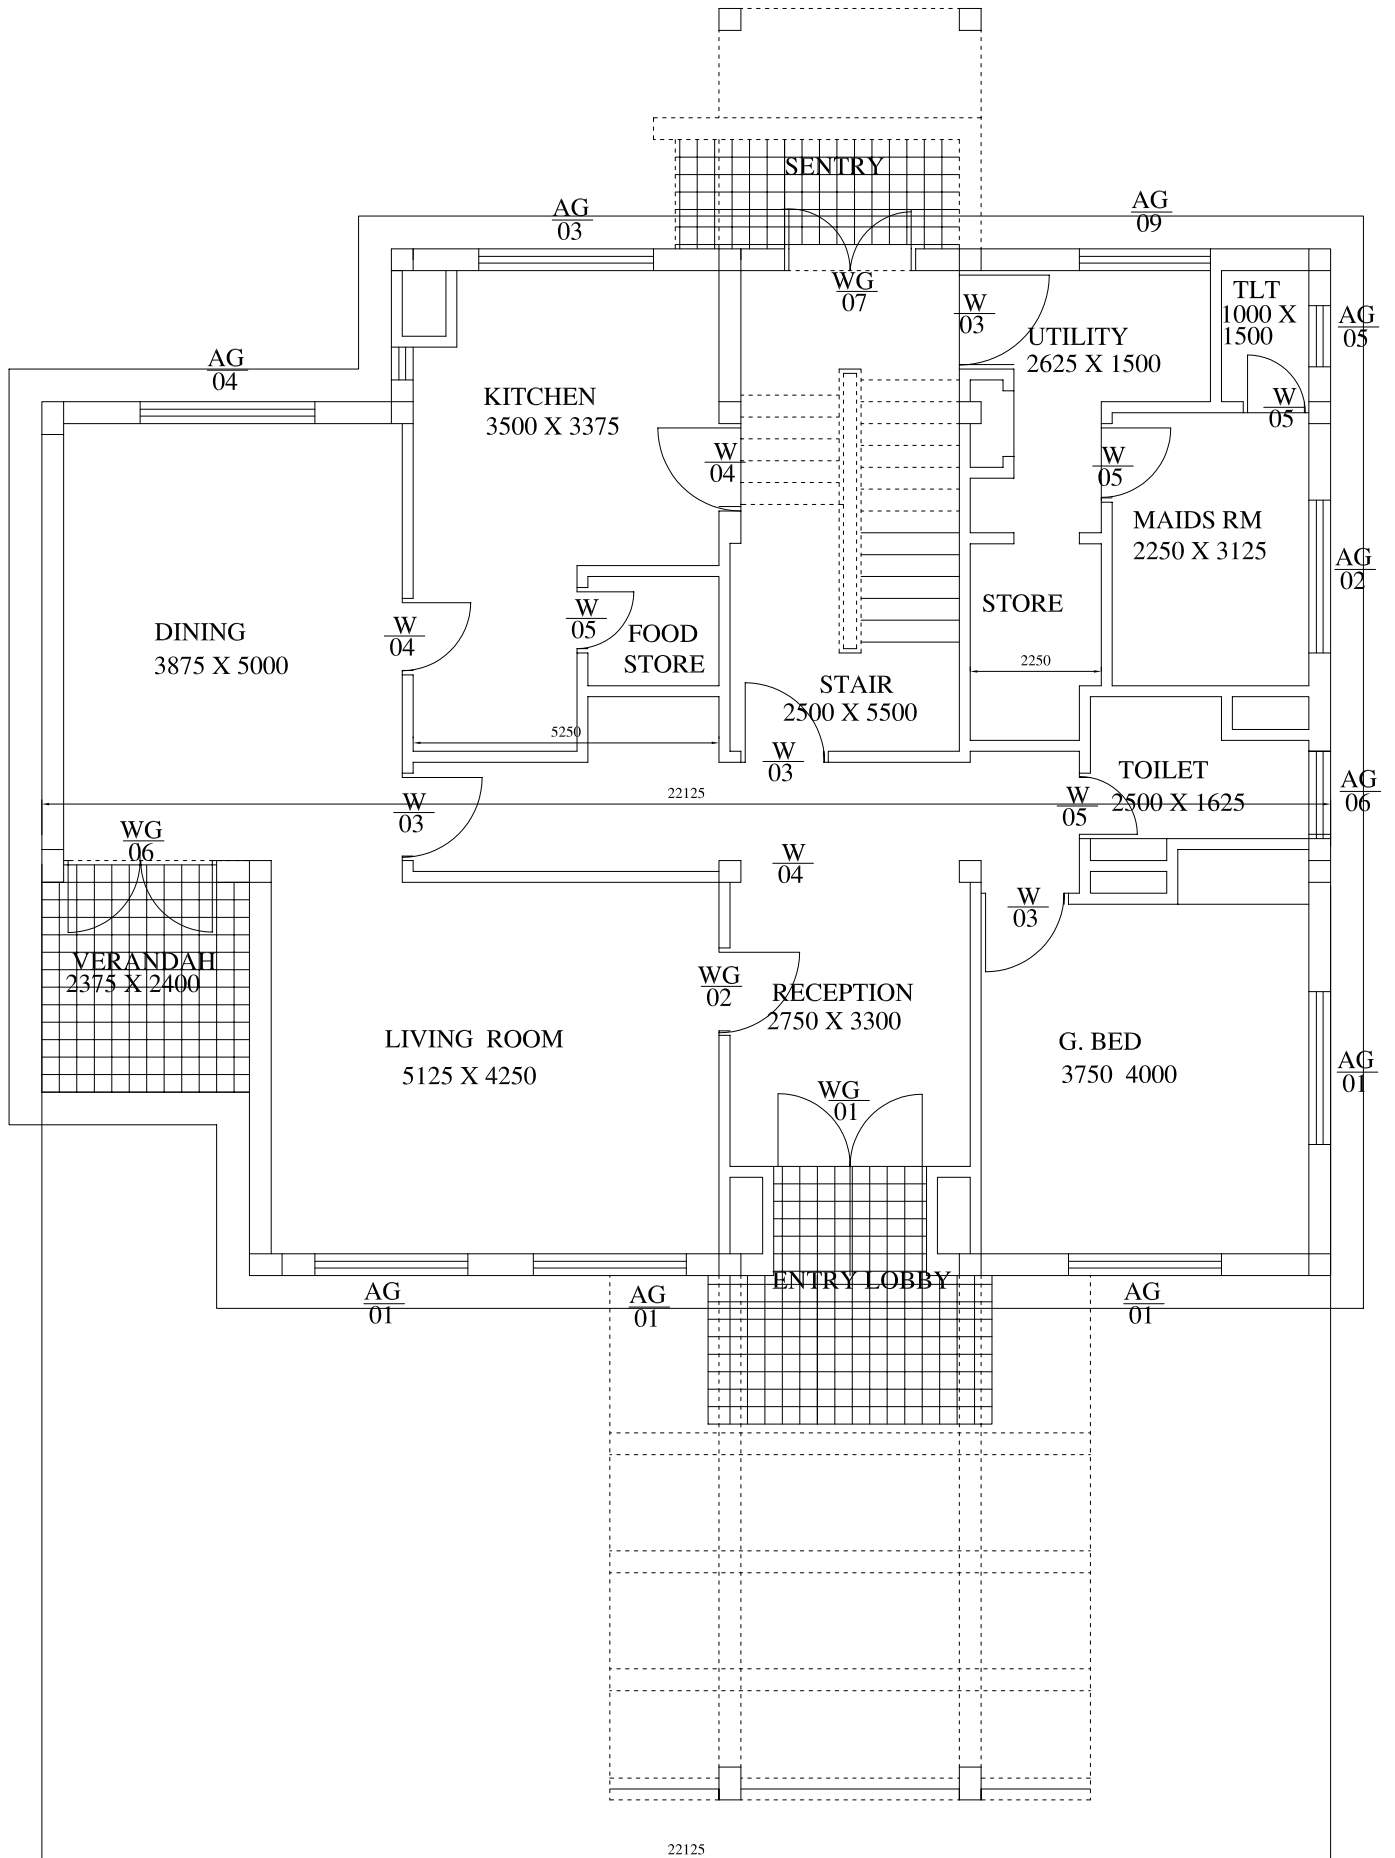 SENTRY
AG
03
AG
09
WG
07
W
03
TLT
1000 X
1500
AG
05
UTILITY
2625 X 1500
AG
04
KITCHEN
3500 X 3375
W
05
W
04
W
05
MAIDS RM
2250 X 3125
AG
02
DINING
3875 X 5000
W
04
W
05
FOOD
STORE
STORE
2250
STAIR
2500 X 5500
5250
W
03
TOILET
2500 X 1625
AG
06
22125
W
03
W
05
WG
06
W
04
W
03
VERANDAH
2375 X 2400
WG
02
RECEPTION
2750 X 3300
LIVING ROOM
5125 X 4250
G. BED
3750 4000
AG
01
WG
01
ENTRY LOBBY
AG
01
AG
01
AG
01
22125